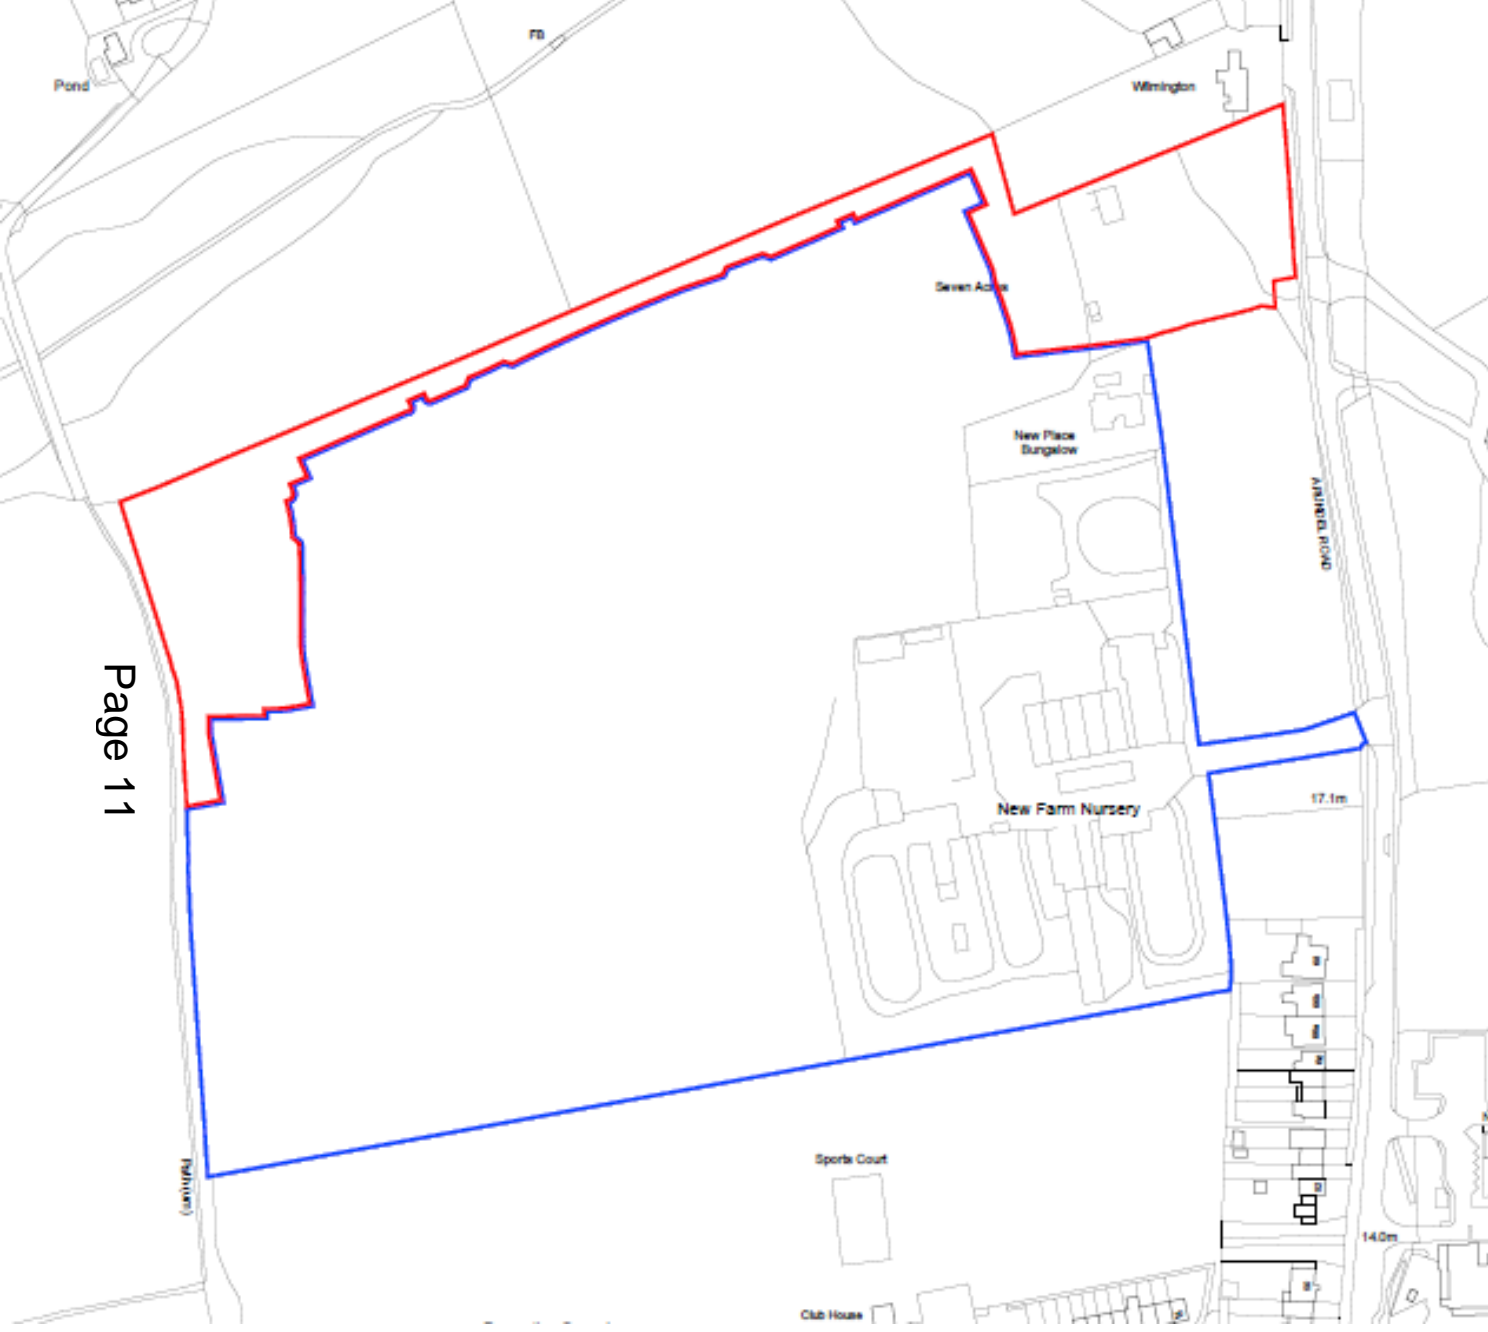 FB
Pond
Wilmington
Seven Acres
New Place
Bungalow
ARUNDEL ROAD
Page 11
17.1m
New Farm Nursery
Sports Court
Path (um)
14.0m
Club House